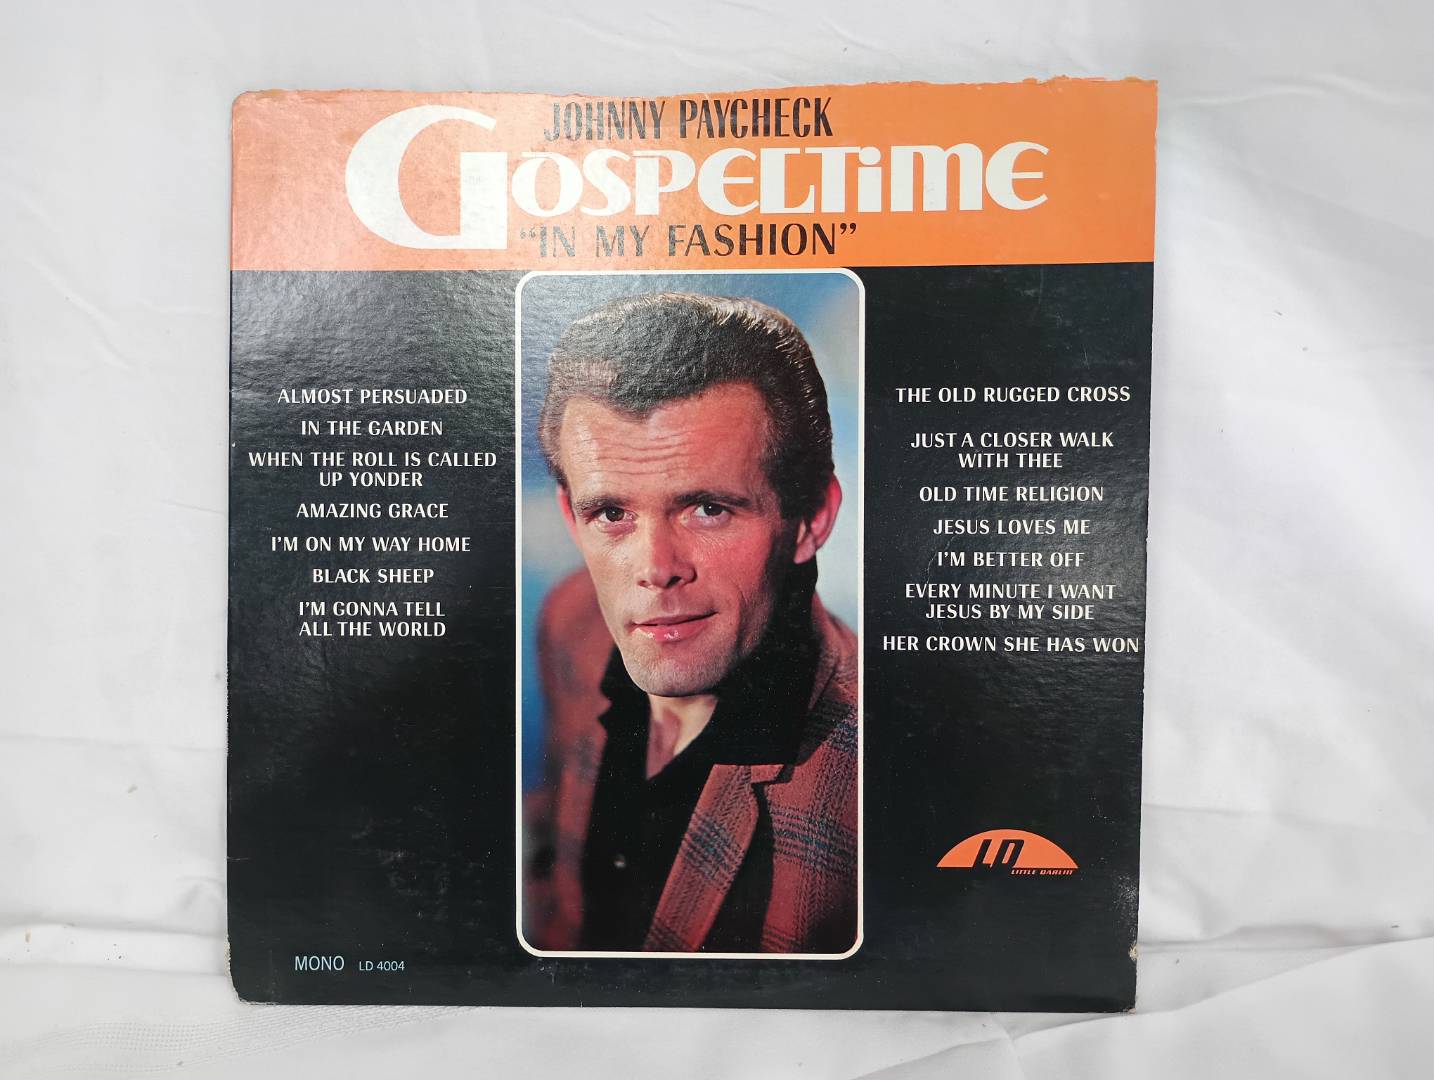 JOHNNY PAYCHECK
GOSPELTiME
“IN MY FASHION”
ALMOST PERSUADED
IN THE GARDEN
WHEN THE ROLL IS CALLED
UP YONDER
AMAZING GRACE
I'M ON MY WAY HOME
BLACK SHEEP
I'M GONNA TELL
ALL THE WORLD
THE OLD RUGGED CROSS
JUST A CLOSER WALK
WITH THEE
OLD TIME RELIGION
JESUS LOVES ME
I'M BETTER OFF
EVERY MINUTE I WANT
JESUS BY MY SIDE
HER CROWN SHE HAS WON
LD
LITTLE DARLIN'
MONO LD 4004